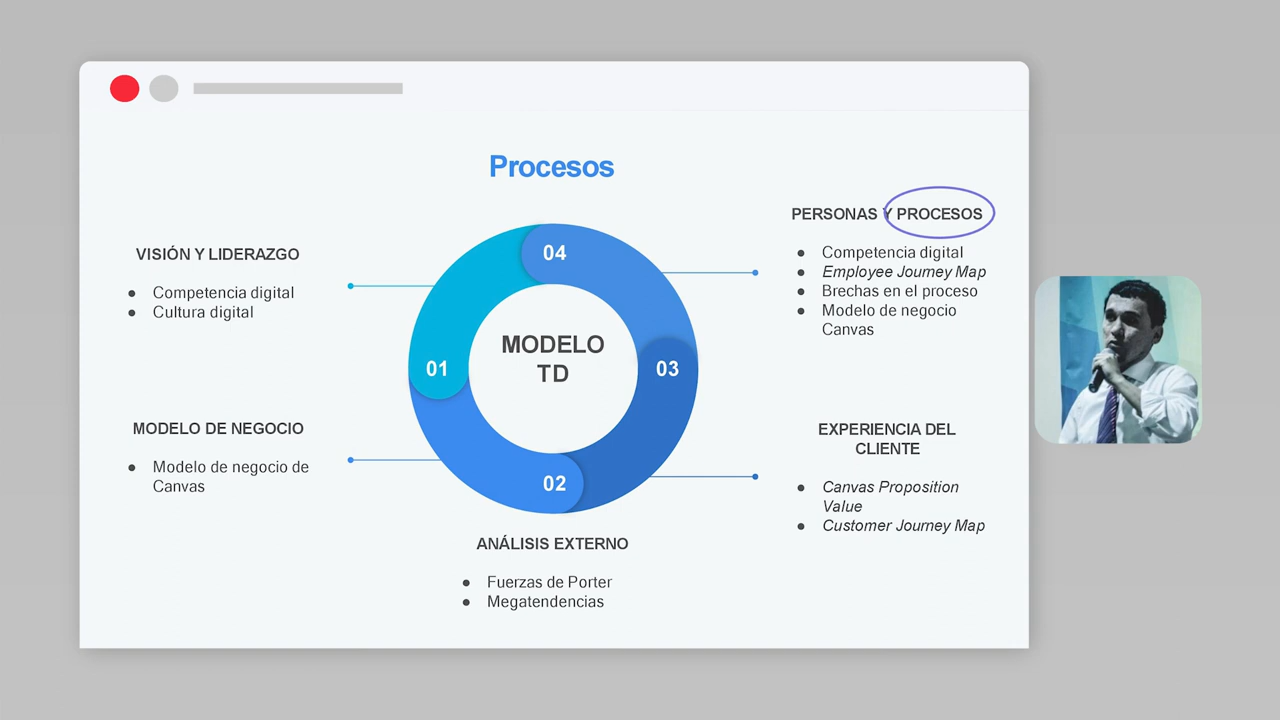 Procesos
VISIÓN Y LIDERAZGO
● Competencia digital
● Cultura digital
MODELO DE NEGOCIO
● Modelo de negocio de
Canvas
04
01
MODELO
TD
03
02
ANÁLISIS EXTERNO
● Fuerzas de Porter
● Megatendencias
PERSONAS Y PROCESOS
● Competencia digital
● Employee Journey Map
● Brechas en el proceso
● Modelo de negocio
Canvas
EXPERIENCIA DEL
CLIENTE
● Canvas Proposition
Value
● Customer Journey Map